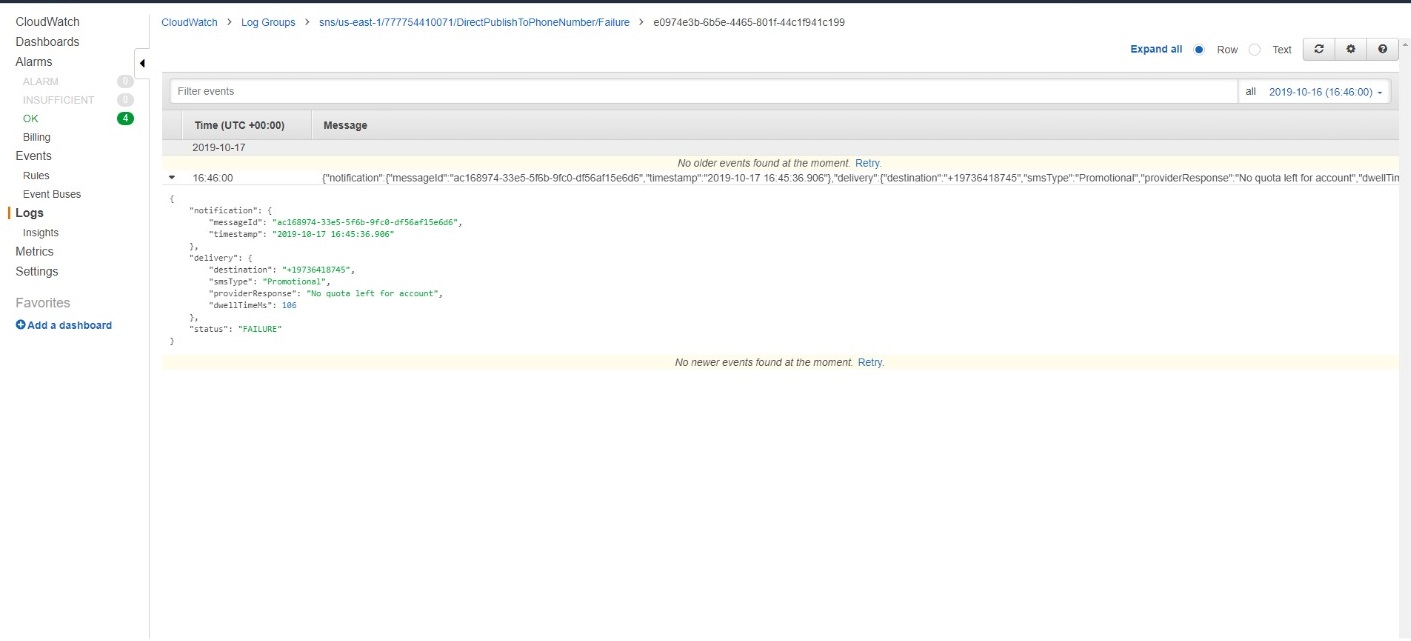 CloudWatch
Dashboards
Alarms
ALARM 0
INSUFFICIENT 0
OK 4
Billing
Events
Rules
Event Buses
Logs
Insights
Metrics
Settings
Favorites
Add a dashboard
CloudWatch > Log Groups > sns/us-east-1/777754410071/DirectPublishToPhoneNumber/Failure > e0974e3b-6b5e-4465-801f-44c1f941c199
Expand all Row Text
Filter events all 2019-10-16 (16:46:00)
Time (UTC +00:00) Message
2019-10-17
No older events found at the moment. Retry.
16:46:00 {"notification":{"messageId":"ac168974-33e5-5f6b-9fc0-df56af15e6d6","timestamp":"2019-10-17 16:45:36.906"},"delivery":{"destination":"+19736418745","smsType":"Promotional","providerResponse":"No quota left for account","dwellTim
{
"notification": {
"messageId": "ac168974-33e5-5f6b-9fc0-df56af15e6d6",
"timestamp": "2019-10-17 16:45:36.906"
},
"delivery": {
"destination": "+19736418745",
"smsType": "Promotional",
"providerResponse": "No quota left for account",
"dwellTimeMs": 106
},
"status": "FAILURE"
}
No newer events found at the moment. Retry.